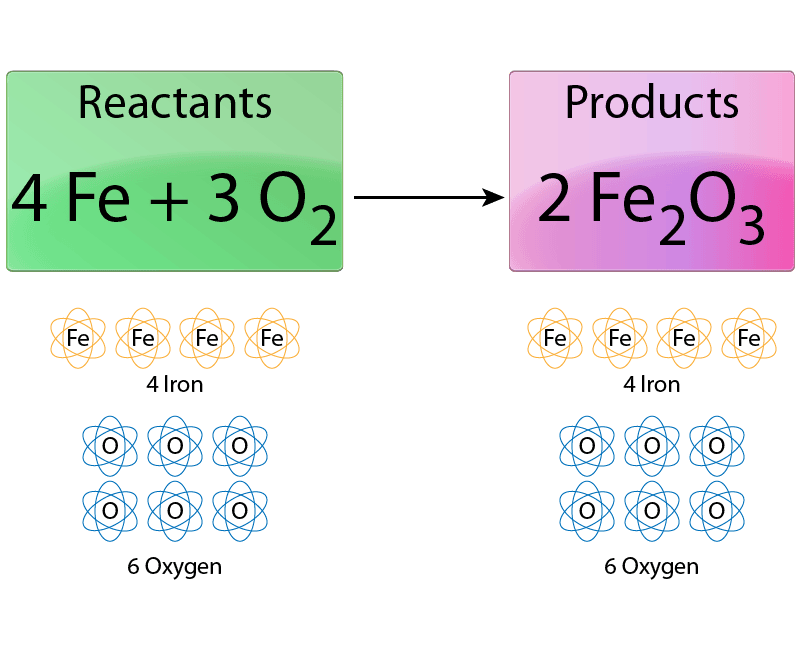 Reactants
4 Fe + 3 O₂
Products
2 Fe₂O₃
Fe Fe Fe Fe
4 Iron
O O O
O O O
6 Oxygen
Fe Fe Fe Fe
4 Iron
O O O
O O O
6 Oxygen